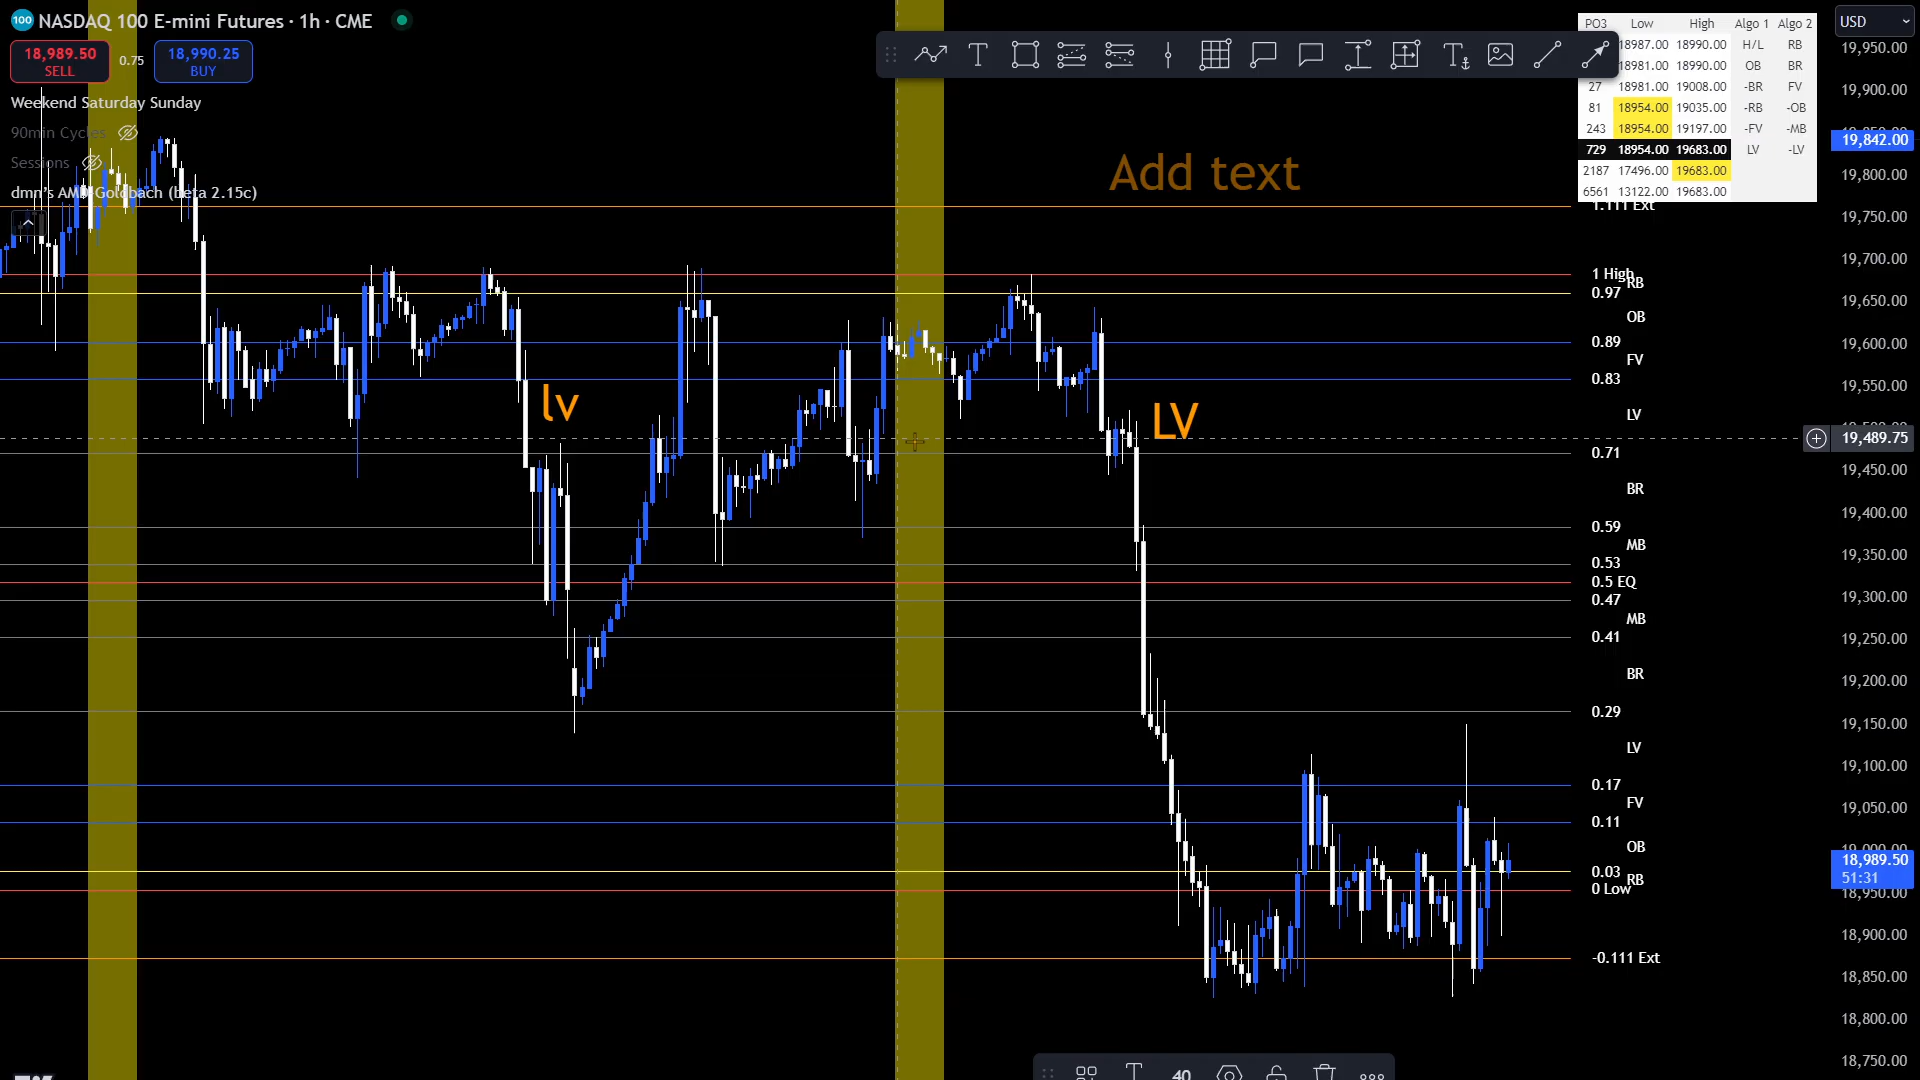 NASDAQ 100 E-mini Futures · 1h · CME
18,989.50 SELL
0.75
18,990.25 BUY
Weekend Saturday Sunday
90min Cycles
Sessions
dmn's AMD Goldbach (beta 2.15c)
Add text
lv
LV
PO3 Low High Algo 1 Algo 2
18987.00 18990.00 H/L RB
18981.00 18990.00 OB BR
27 18981.00 19008.00 -BR FV
81 18954.00 19035.00 -RB -OB
243 18954.00 19197.00 -FV -MB
729 18954.00 19683.00 LV -LV
2187 17496.00 19683.00
6561 13122.00 19683.00
1.111 Ext
1 High
RB
0.97
OB
0.89
FV
0.83
LV
0.71
BR
0.59
MB
0.53
0.5 EQ
0.47
MB
0.41
BR
0.29
LV
0.17
FV
0.11
OB
0.03
RB
0 Low
-0.111 Ext
USD
19,950.00
19,900.00
19,842.00
19,800.00
19,750.00
19,700.00
19,650.00
19,600.00
19,550.00
19,489.75
19,450.00
19,400.00
19,350.00
19,300.00
19,250.00
19,200.00
19,150.00
19,100.00
19,050.00
19,000.00
18,989.50
51:31
18,950.00
18,900.00
18,850.00
18,800.00
18,750.00
40